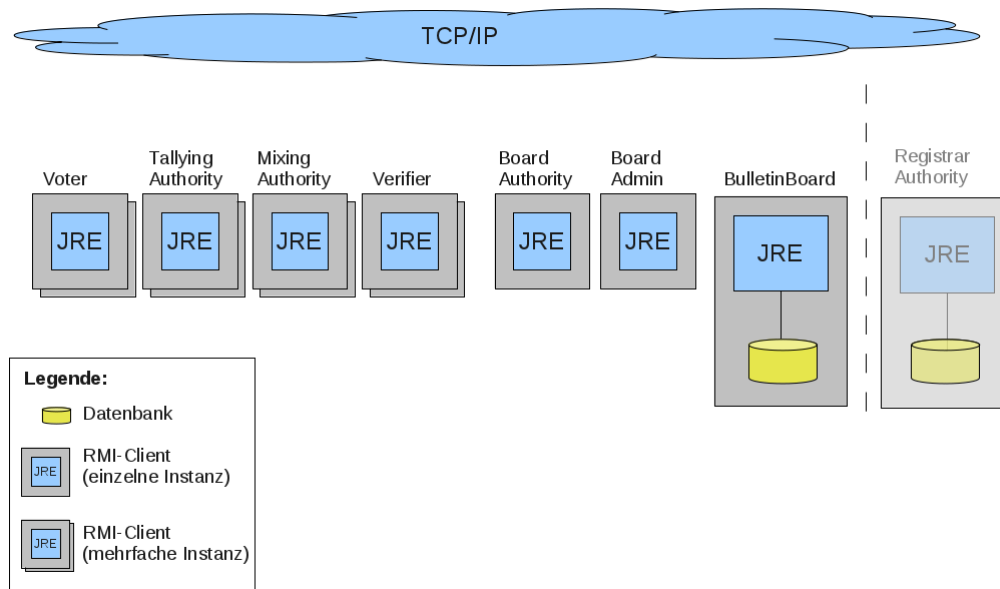 TCP/IP
Voter
Tallying
Authority
Mixing
Authority
Verifier
Board
Authority
Board
Admin
BulletinBoard
Registrar
Authority
JRE
JRE
JRE
JRE
JRE
JRE
JRE
JRE
Legende:
Datenbank
JRE
RMI-Client
(einzelne Instanz)
JRE
RMI-Client
(mehrfache Instanz)